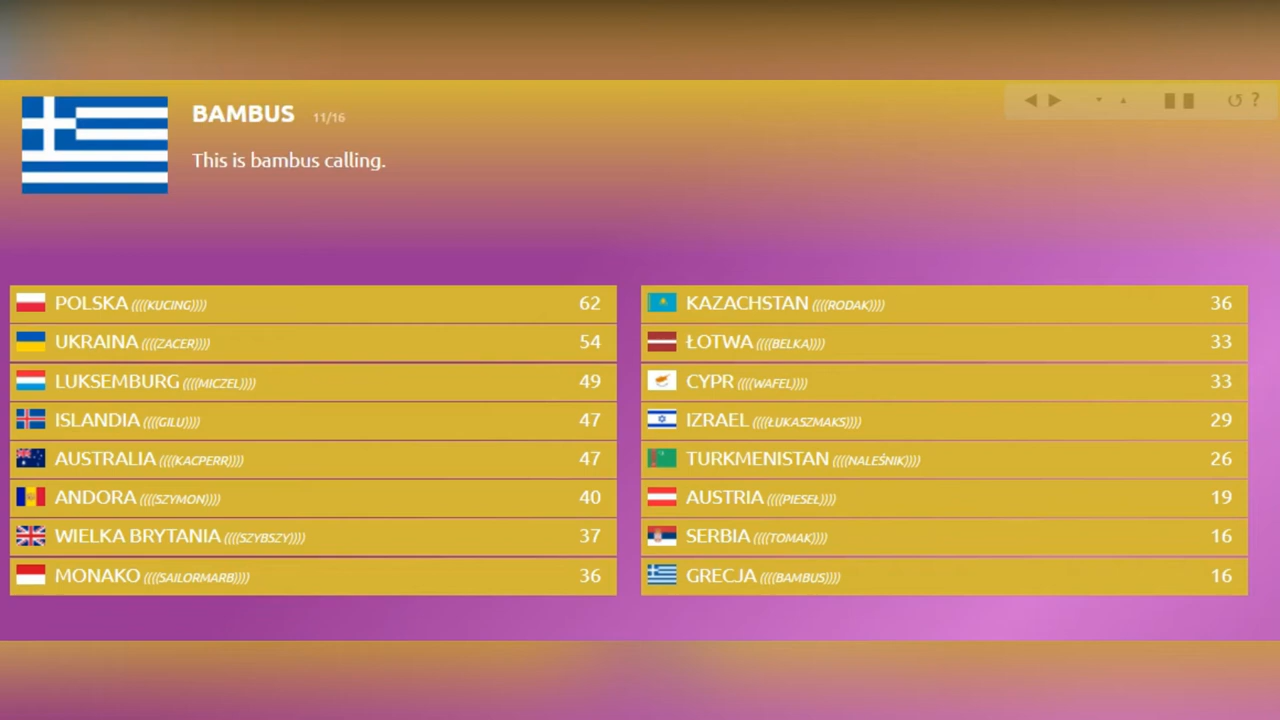 BAMBUS 11/16
This is bambus calling.
POLSKA ((((KUCING)))) 62
UKRAINA ((((ZACER)))) 54
LUKSEMBURG ((((MICZEL)))) 49
ISLANDIA ((((GILU)))) 47
AUSTRALIA ((((KACPERR)))) 47
ANDORA ((((SZYMON)))) 40
WIELKA BRYTANIA ((((SZYBSZY)))) 37
MONAKO ((((SAILORMARB)))) 36
KAZACHSTAN ((((RODAK)))) 36
ŁOTWA ((((BELKA)))) 33
CYPR ((((WAFEL)))) 33
IZRAEL ((((ŁUKASZMAKS)))) 29
TURKMENISTAN ((((NALEŚNIK)))) 26
AUSTRIA ((((PIESEŁ)))) 19
SERBIA ((((TOMAK)))) 16
GRECJA ((((BAMBUS)))) 16